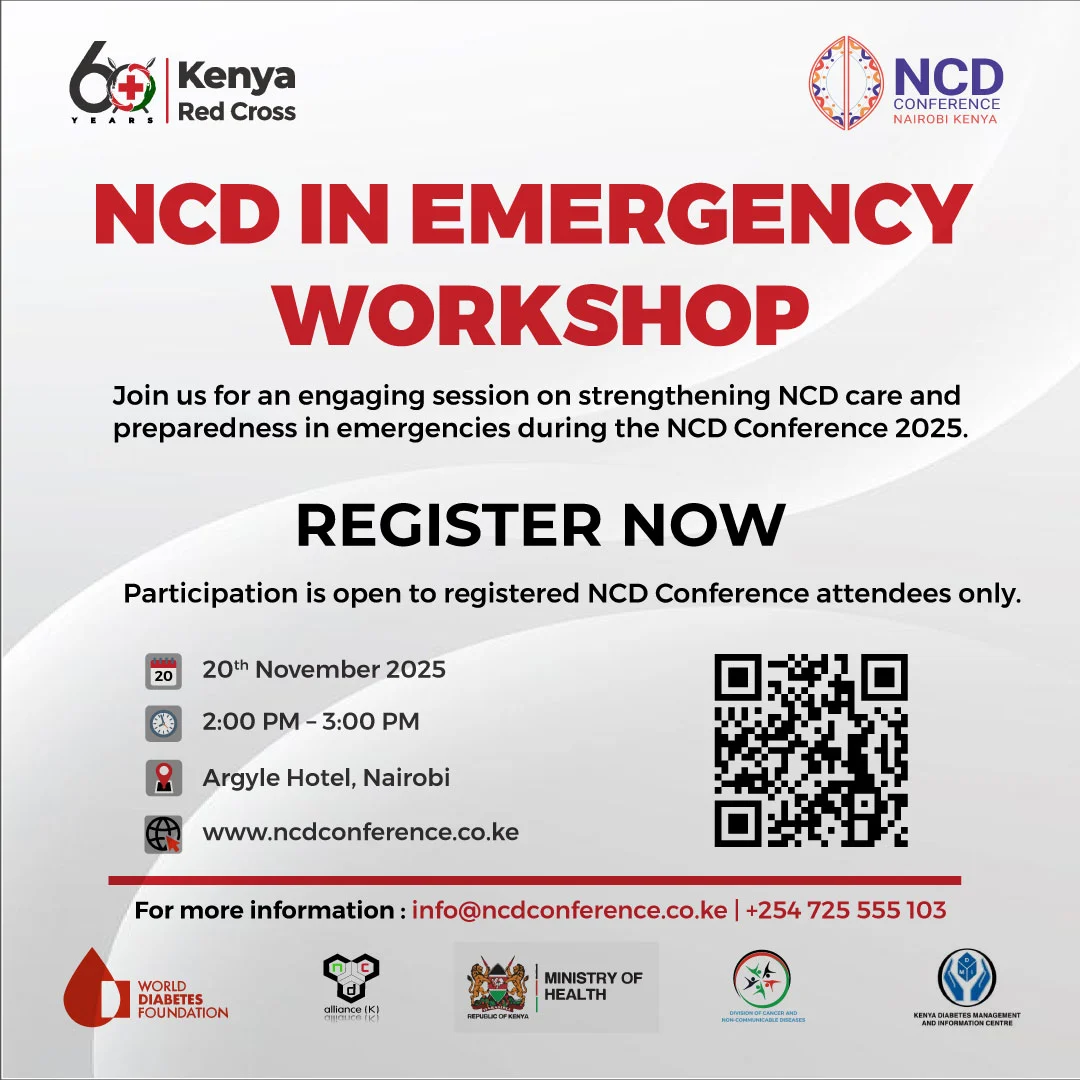 60 YEARS
Kenya
Red Cross
NCD
CONFERENCE
NAIROBI KENYA
NCD IN EMERGENCY
WORKSHOP
Join us for an engaging session on strengthening NCD care and
preparedness in emergencies during the NCD Conference 2025.
REGISTER NOW
Participation is open to registered NCD Conference attendees only.
20
20th November 2025
2:00 PM – 3:00 PM
Argyle Hotel, Nairobi
www.ncdconference.co.ke
For more information : info@ncdconference.co.ke | +254 725 555 103
WORLD
DIABETES
FOUNDATION
n c d
alliance (K)
REPUBLIC OF KENYA
MINISTRY OF
HEALTH
DIVISION OF CANCER AND
NON-COMMUNICABLE DISEASES
D
M I
KENYA DIABETES MANAGEMENT
AND INFORMATION CENTRE